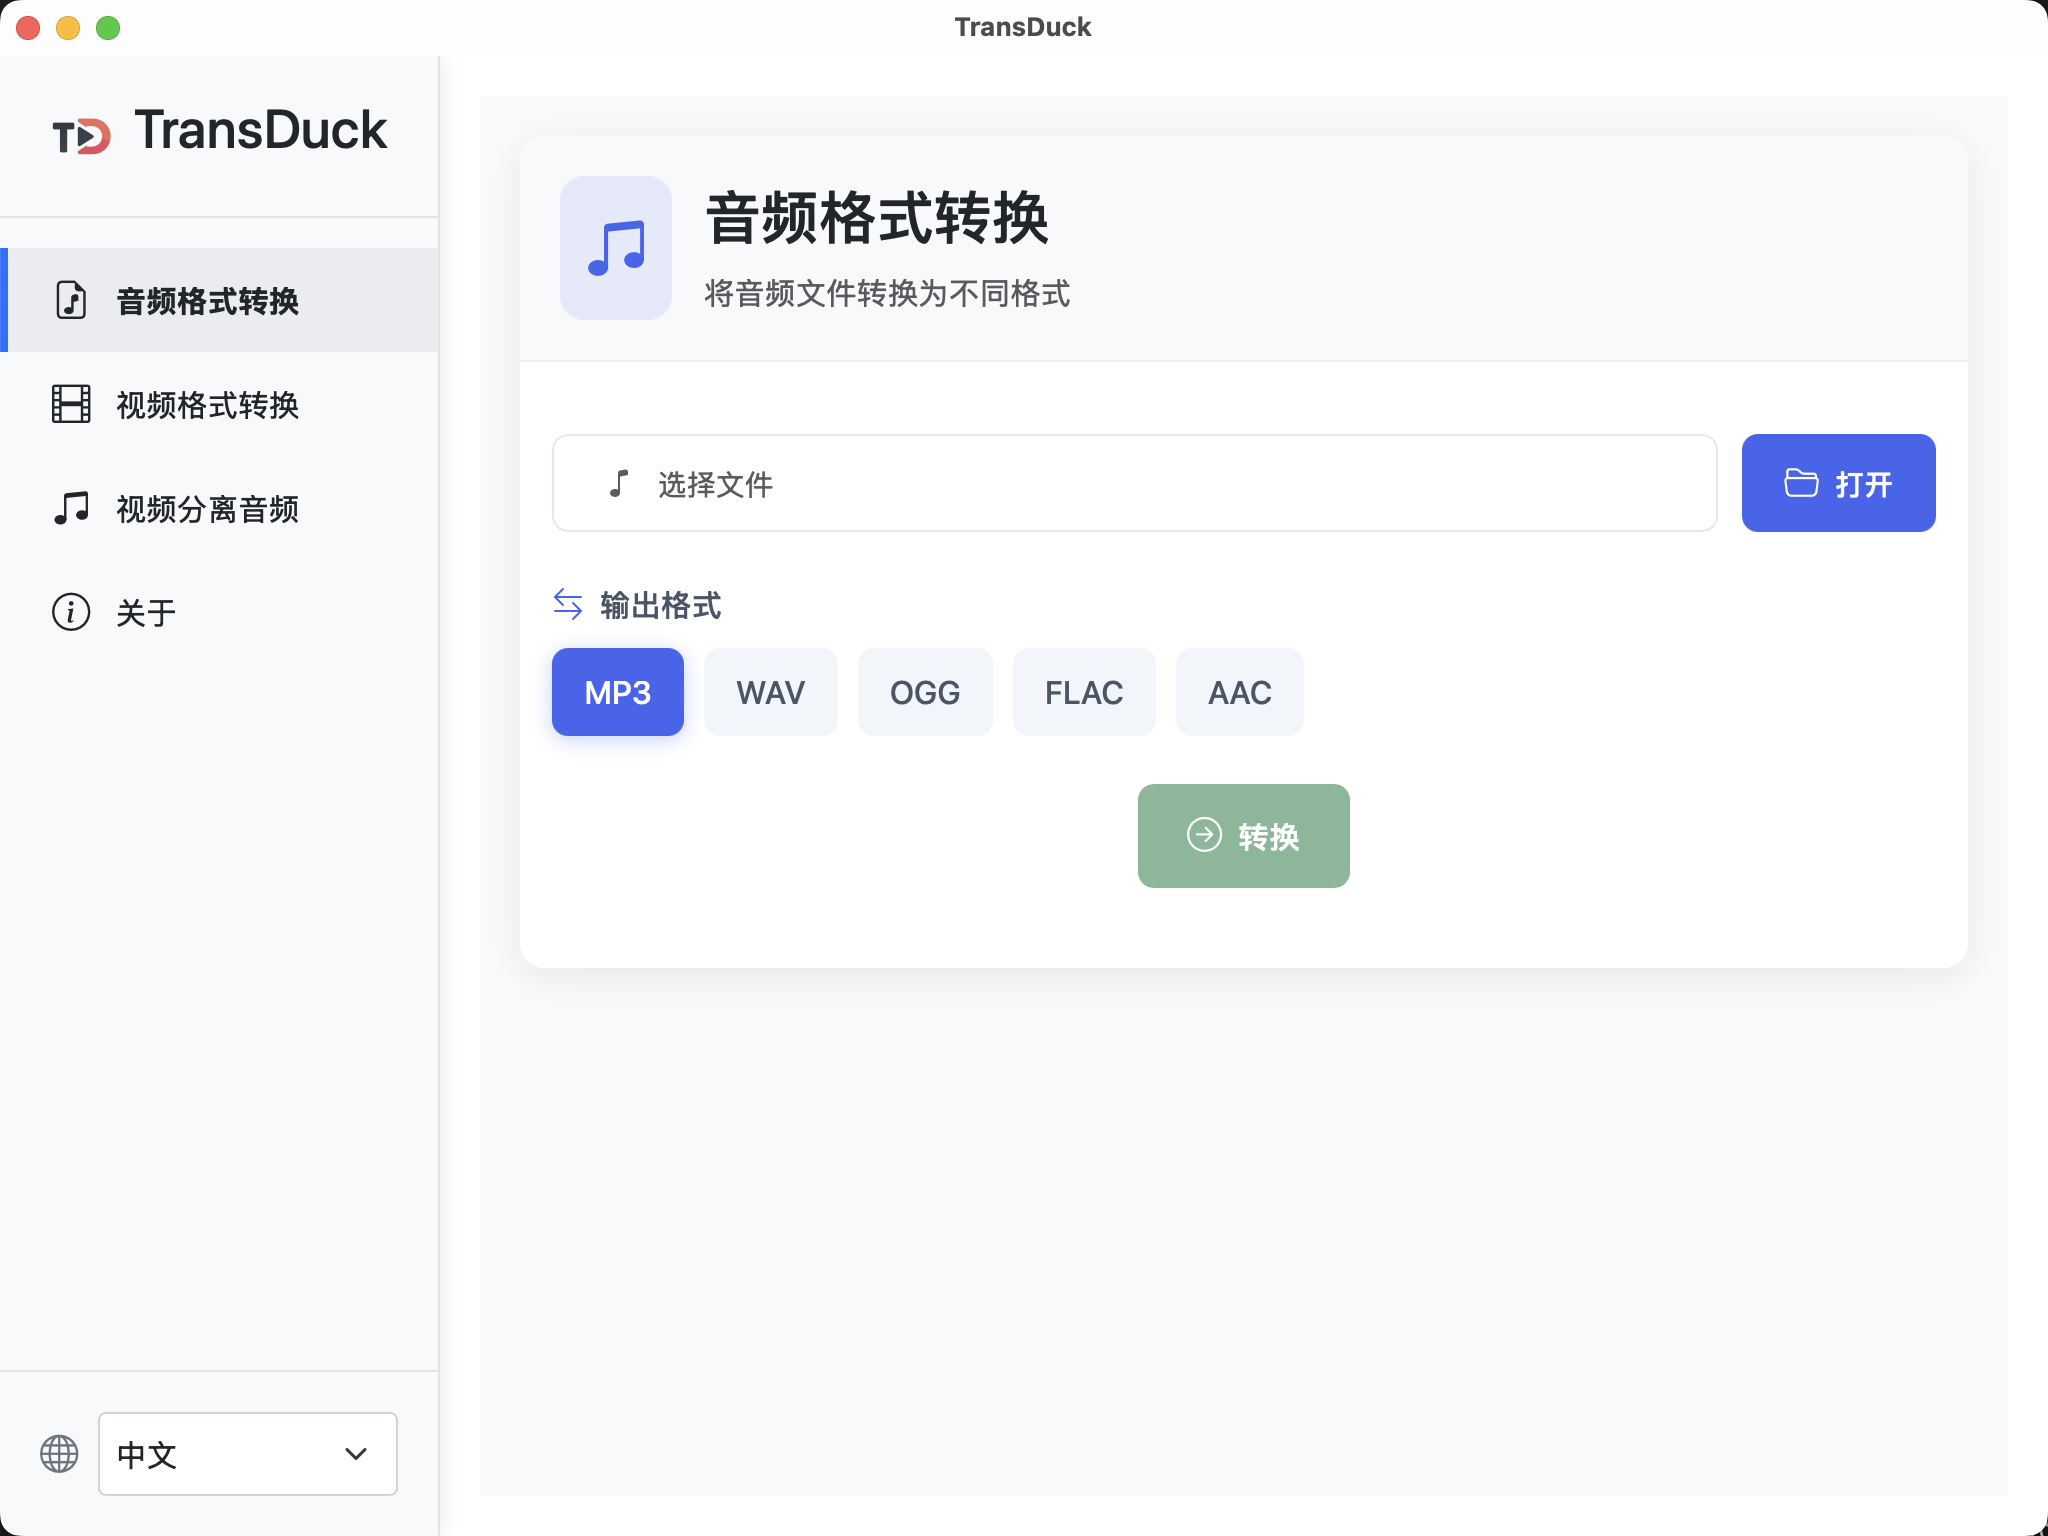 TransDuck
TransDuck
音频格式转换
视频格式转换
视频分离音频
关于
中文
音频格式转换
将音频文件转换为不同格式
选择文件
打开
输出格式
MP3
WAV
OGG
FLAC
AAC
转换